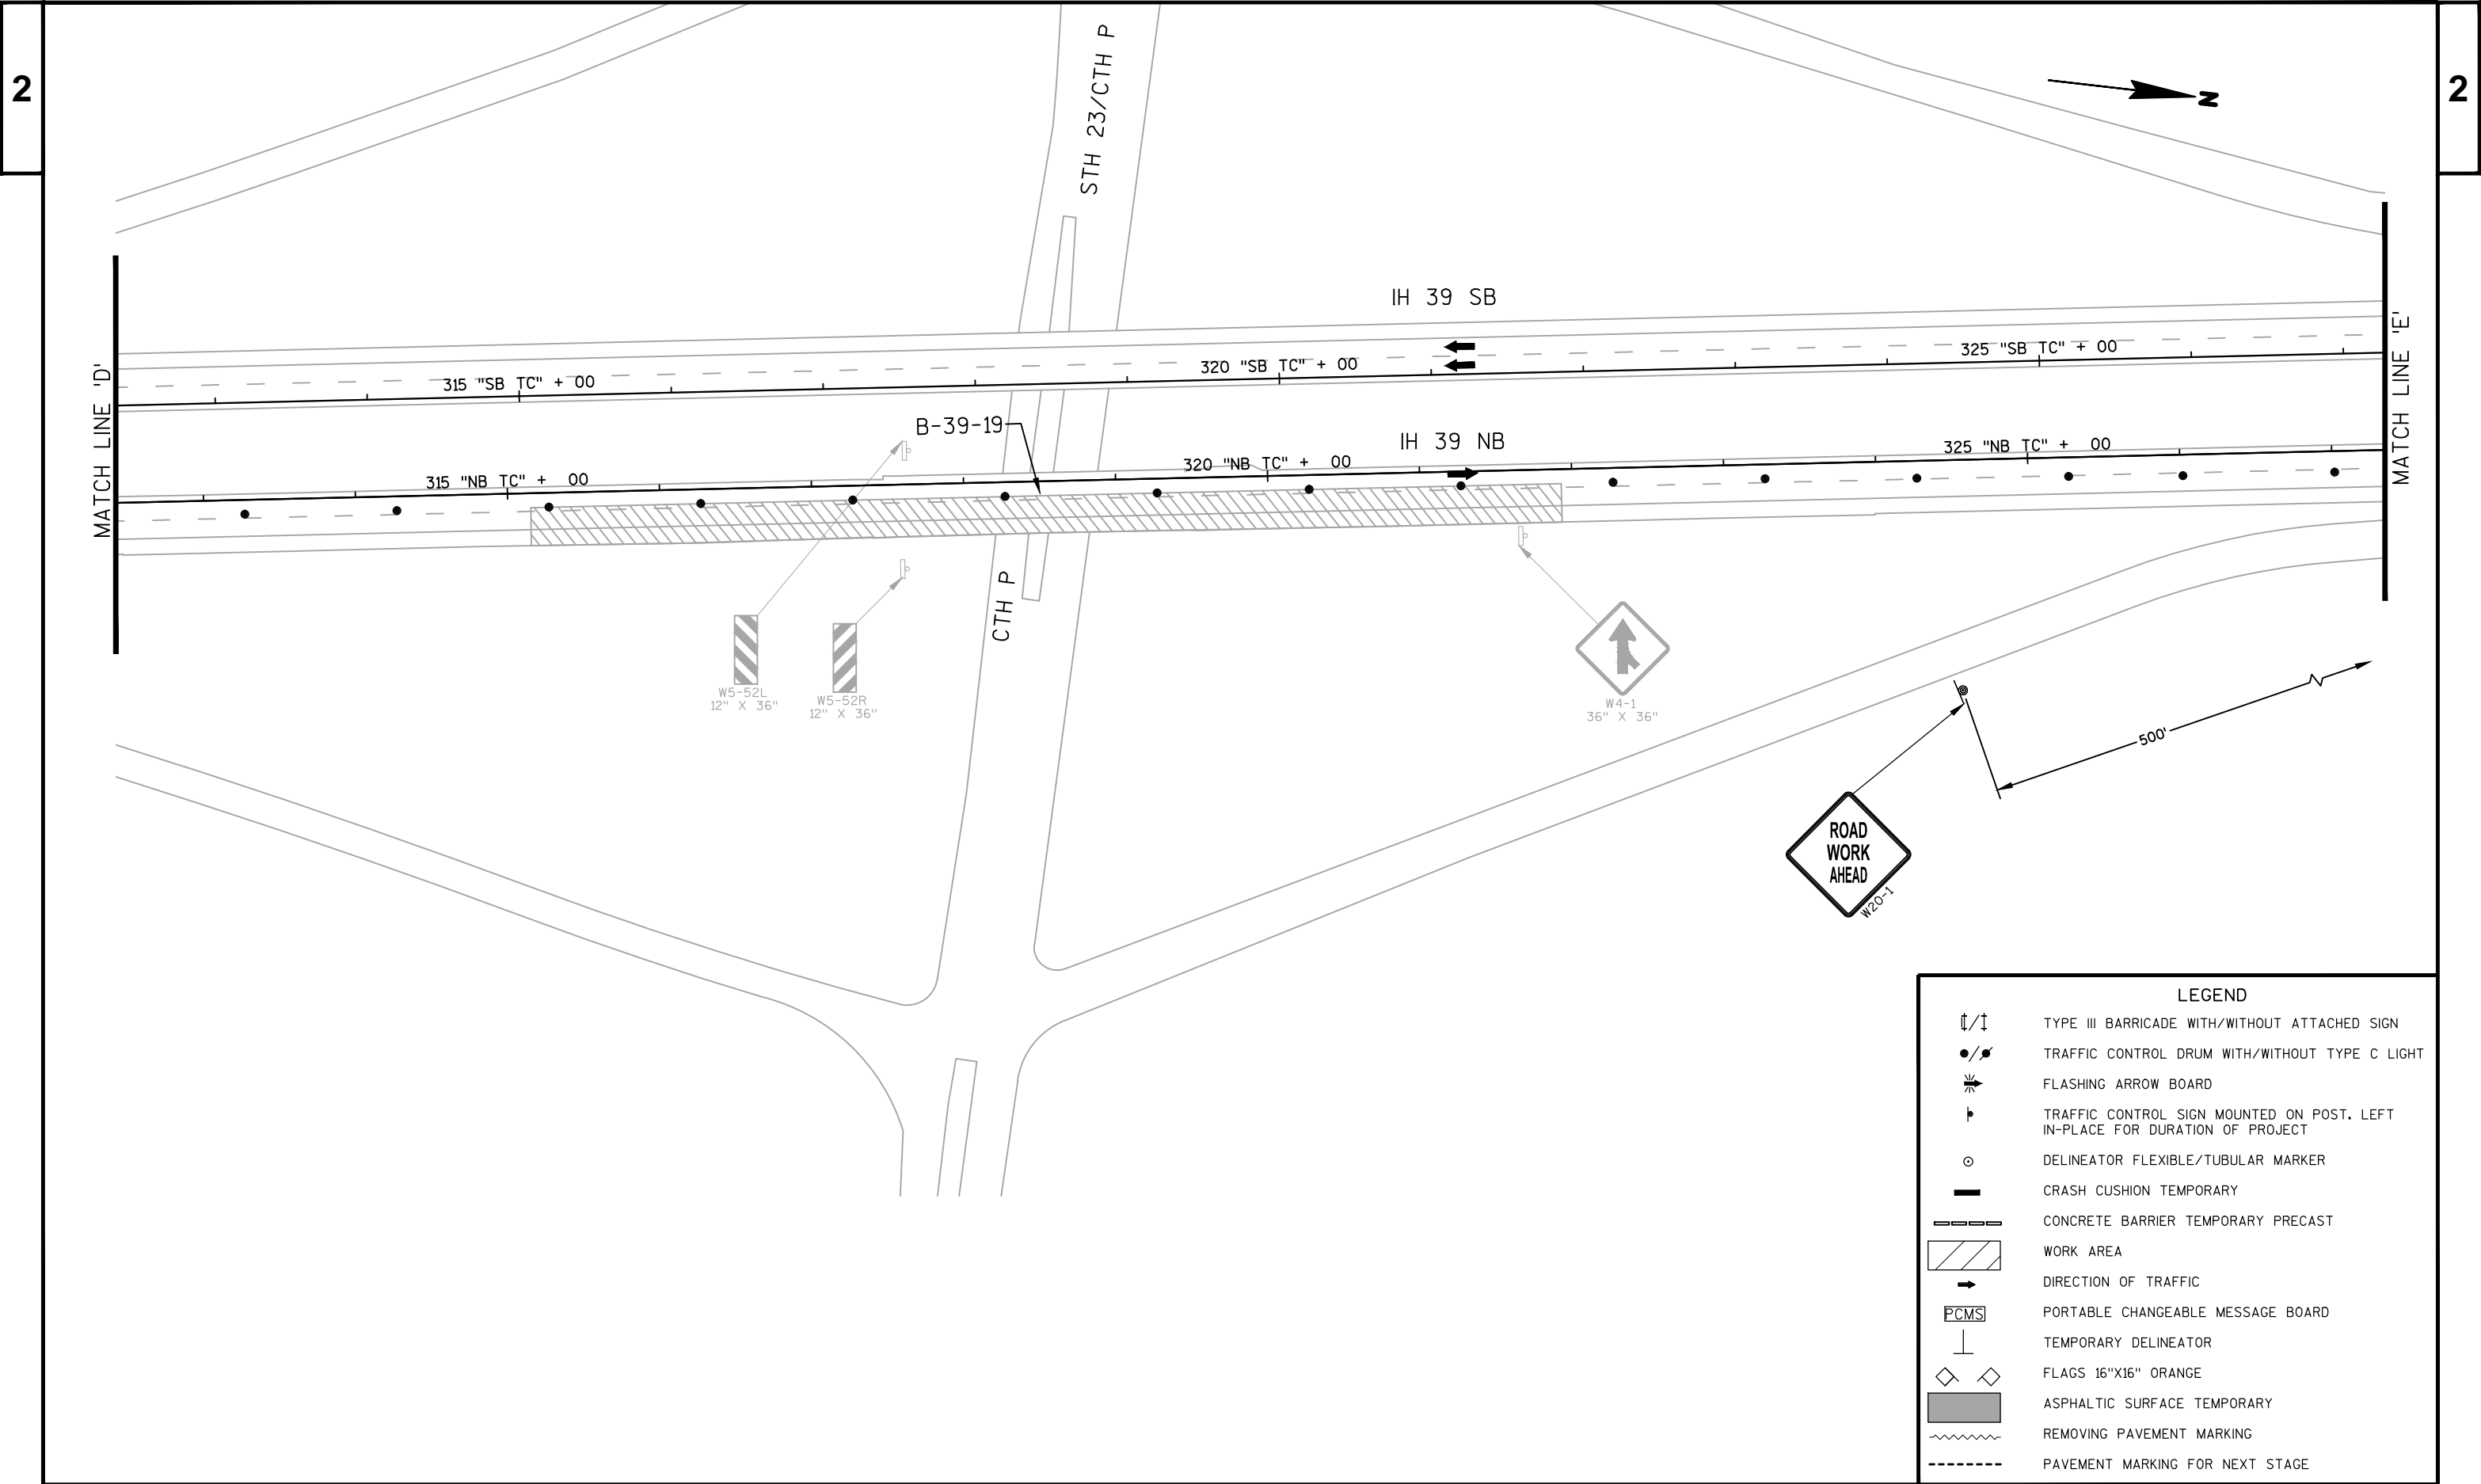 2
2
STH 23/CTH P
N
IH 39 SB
MATCH LINE 'D'
MATCH LINE 'E'
315 "SB TC" + 00
320 "SB TC" + 00
325 "SB TC" + 00
B-39-19
IH 39 NB
315 "NB TC" + 00
320 "NB TC" + 00
325 "NB TC" + 00
CTH P
W5-52L
12" X 36"
W5-52R
12" X 36"
W4-1
36" X 36"
500'
ROAD
WORK
AHEAD
W20-1
LEGEND
TYPE III BARRICADE WITH/WITHOUT ATTACHED SIGN
TRAFFIC CONTROL DRUM WITH/WITHOUT TYPE C LIGHT
FLASHING ARROW BOARD
TRAFFIC CONTROL SIGN MOUNTED ON POST. LEFT
IN-PLACE FOR DURATION OF PROJECT
DELINEATOR FLEXIBLE/TUBULAR MARKER
CRASH CUSHION TEMPORARY
CONCRETE BARRIER TEMPORARY PRECAST
WORK AREA
DIRECTION OF TRAFFIC
PCMS PORTABLE CHANGEABLE MESSAGE BOARD
TEMPORARY DELINEATOR
FLAGS 16"X16" ORANGE
ASPHALTIC SURFACE TEMPORARY
REMOVING PAVEMENT MARKING
PAVEMENT MARKING FOR NEXT STAGE